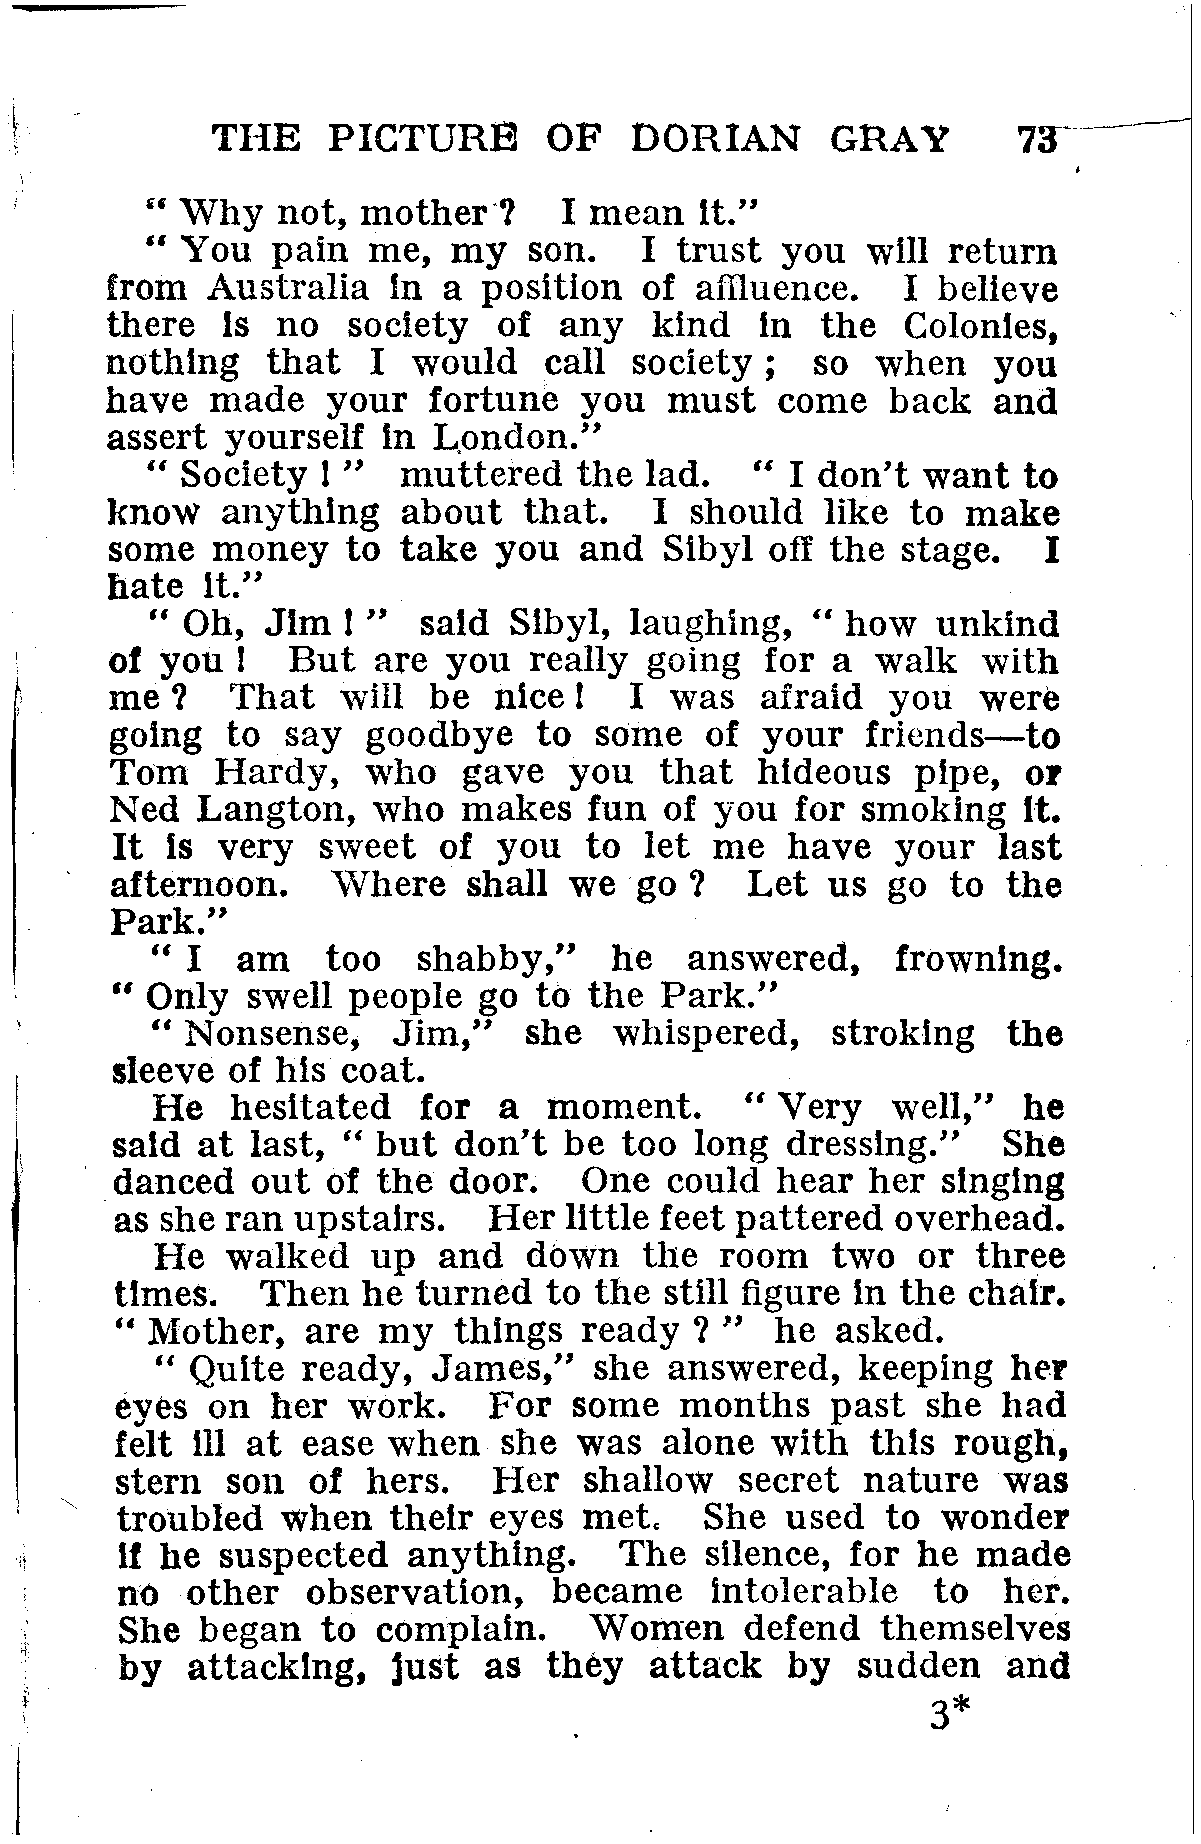 THE PICTURE OF DORIAN GRAY 73
“ Why not, mother ? I mean it.”
“ You pain me, my son. I trust you will return
from Australia in a position of affluence. I believe
there is no society of any kind in the Colonies,
nothing that I would call society ; so when you
have made your fortune you must come back and
assert yourself in London.”
“ Society ! ” muttered the lad. “ I don't want to
know anything about that. I should like to make
some money to take you and Sibyl off the stage. I
hate it.”
“ Oh, Jim ! ” said Sibyl, laughing, “ how unkind
of you ! But are you really going for a walk with
me ? That will be nice ! I was afraid you were
going to say goodbye to some of your friends—to
Tom Hardy, who gave you that hideous pipe, or
Ned Langton, who makes fun of you for smoking it.
It is very sweet of you to let me have your last
afternoon. Where shall we go ? Let us go to the
Park.”
“ I am too shabby,” he answered, frowning.
“ Only swell people go to the Park.”
“ Nonsense, Jim,” she whispered, stroking the
sleeve of his coat.
He hesitated for a moment. “ Very well,” he
said at last, “ but don't be too long dressing.” She
danced out of the door. One could hear her singing
as she ran upstairs. Her little feet pattered overhead.
He walked up and down the room two or three
times. Then he turned to the still figure in the chair.
“ Mother, are my things ready ? ” he asked.
“ Quite ready, James,” she answered, keeping her
eyes on her work. For some months past she had
felt ill at ease when she was alone with this rough,
stern son of hers. Her shallow secret nature was
troubled when their eyes met. She used to wonder
if he suspected anything. The silence, for he made
no other observation, became intolerable to her.
She began to complain. Women defend themselves
by attacking, just as they attack by sudden and
3*